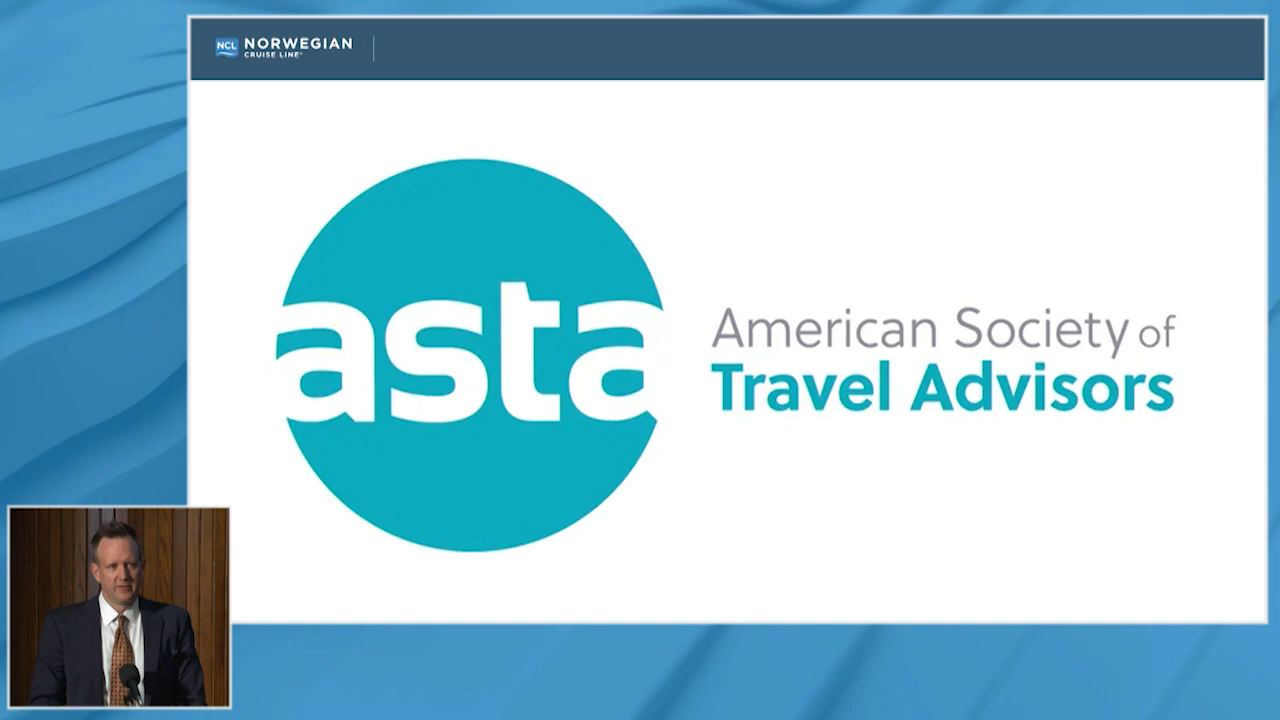 NCL NORWEGIAN
CRUISE LINE
asta
American Society of
Travel Advisors